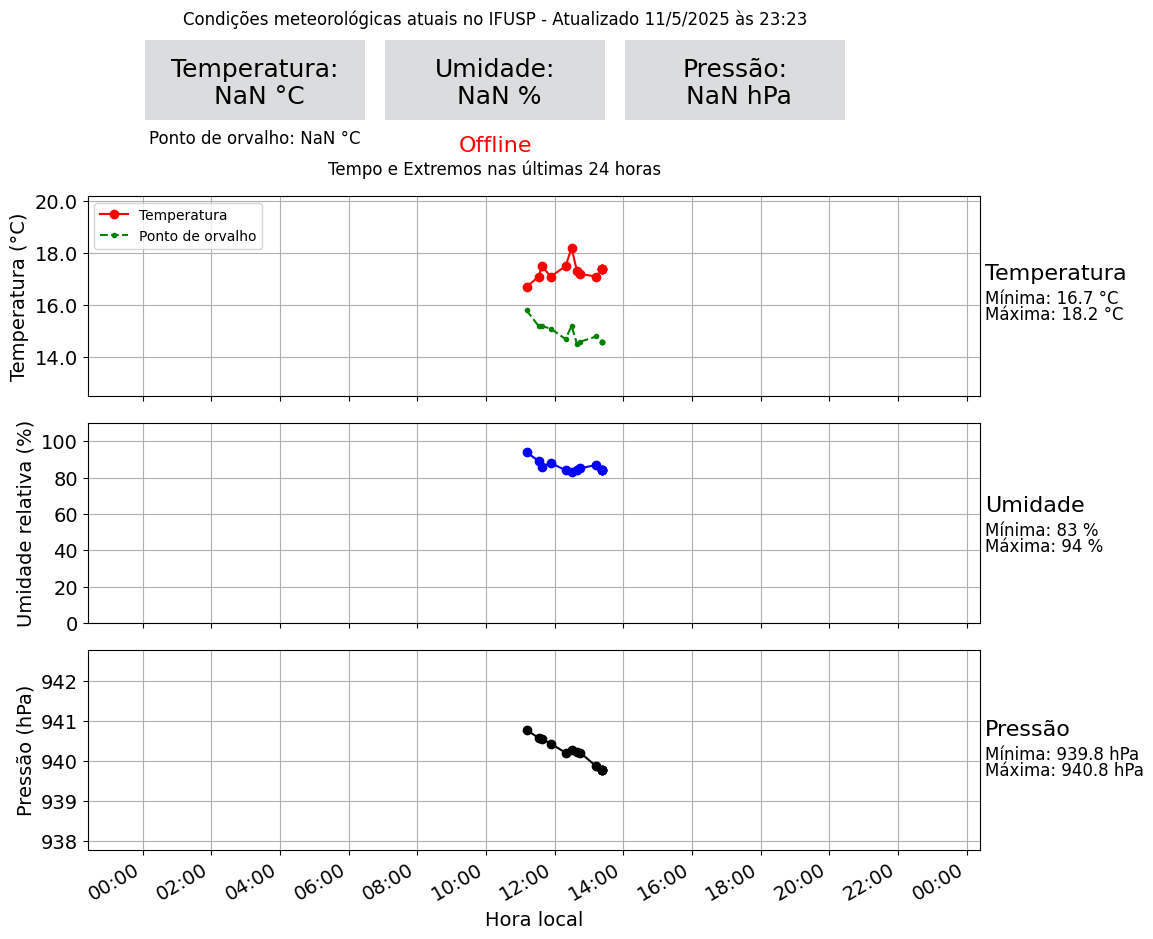 Condições meteorológicas atuais no IFUSP - Atualizado 11/5/2025 às 23:23
Temperatura:
NaN °C
Umidade:
NaN %
Pressão:
NaN hPa
Ponto de orvalho: NaN °C
Offline
Tempo e Extremos nas últimas 24 horas
Temperatura (°C)
20.0
18.0
16.0
14.0
Temperatura
Ponto de orvalho
Temperatura
Mínima: 16.7 °C
Máxima: 18.2 °C
Umidade relativa (%)
100
80
60
40
20
0
Umidade
Mínima: 83 %
Máxima: 94 %
Pressão (hPa)
942
941
940
939
938
Pressão
Mínima: 939.8 hPa
Máxima: 940.8 hPa
00:00 02:00 04:00 06:00 08:00 10:00 12:00 14:00 16:00 18:00 20:00 22:00 00:00
Hora local